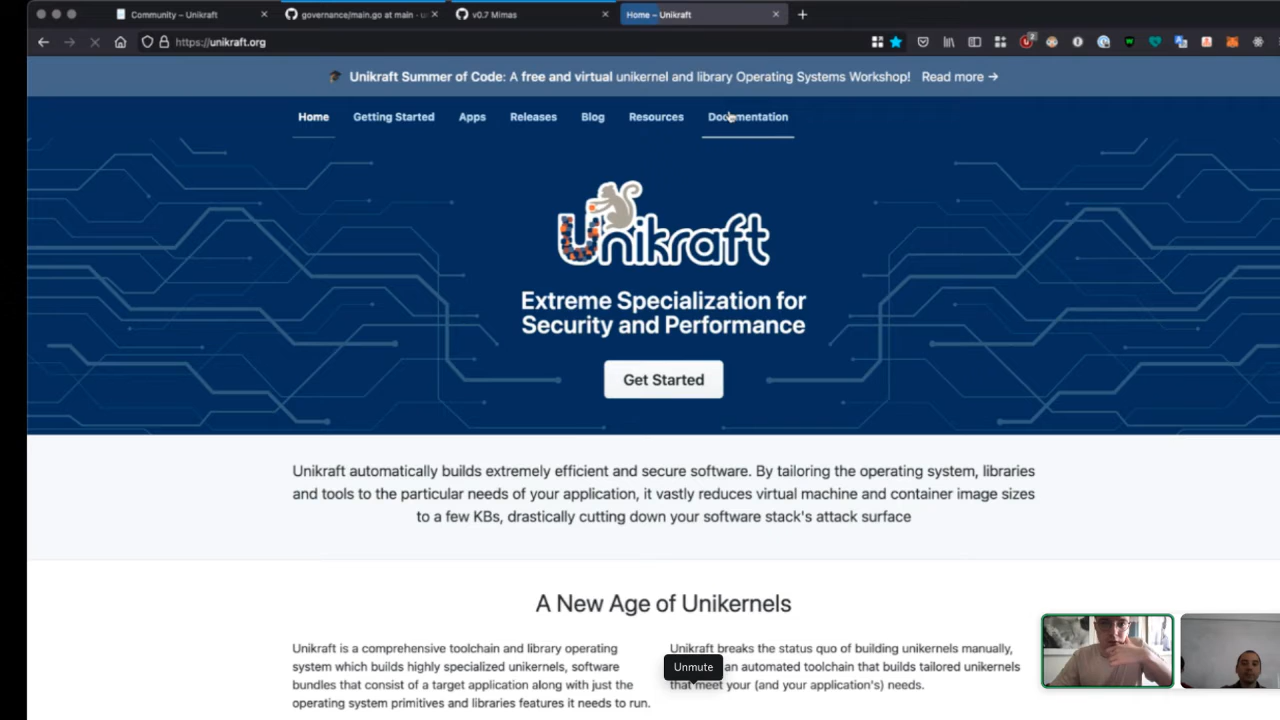 Community – Unikraft
governance/main.go at main · u
v0.7 Mimas
Home – Unikraft
https://unikraft.org
Unikraft Summer of Code: A free and virtual unikernel and library Operating Systems Workshop! Read more →
Home Getting Started Apps Releases Blog Resources Documentation
Unikraft
Extreme Specialization for
Security and Performance
Get Started
Unikraft automatically builds extremely efficient and secure software. By tailoring the operating system, libraries
and tools to the particular needs of your application, it vastly reduces virtual machine and container image sizes
to a few KBs, drastically cutting down your software stack's attack surface
A New Age of Unikernels
Unikraft is a comprehensive toolchain and library operating
system which builds highly specialized unikernels, software
bundles that consist of a target application along with just the
operating system primitives and libraries features it needs to run.
Unikraft breaks the status quo of building unikernels manually,
an automated toolchain that builds tailored unikernels
that meet your (and your application's) needs.
Unmute